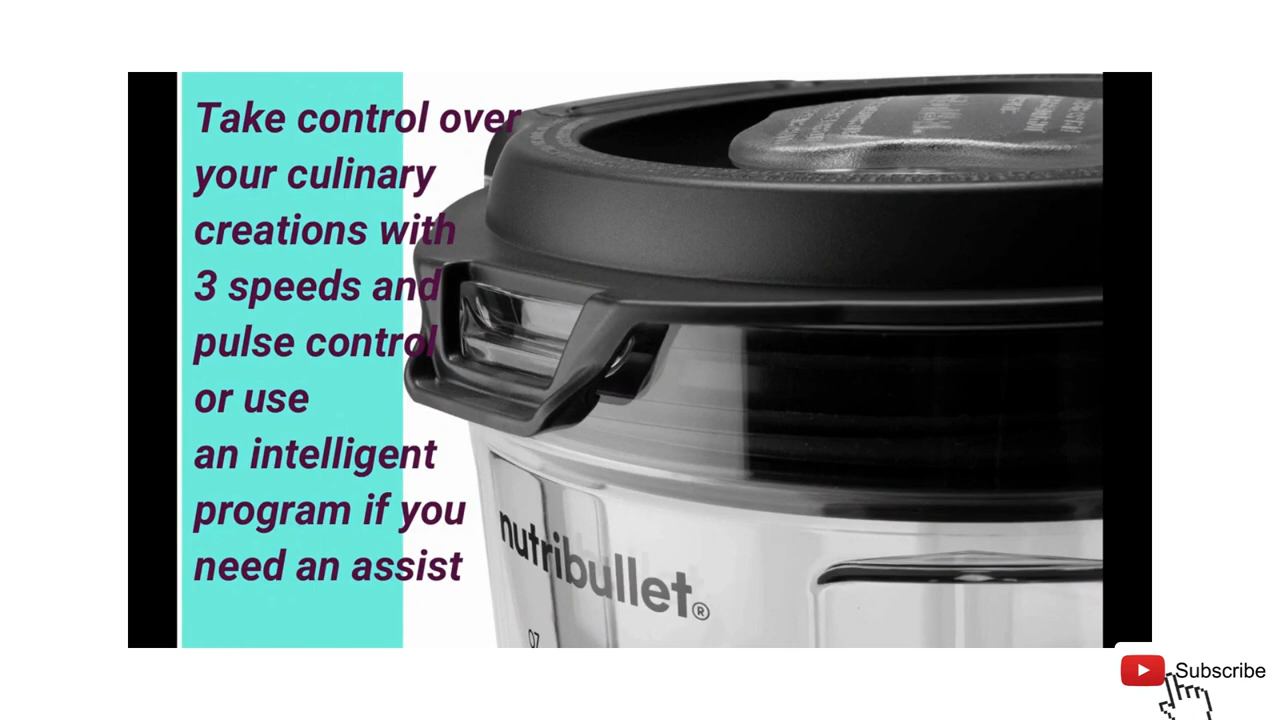 Take control over
your culinary
creations with
3 speeds and
pulse control
or use
an intelligent
program if you
need an assist
nutribullet®
OZ
Subscribe